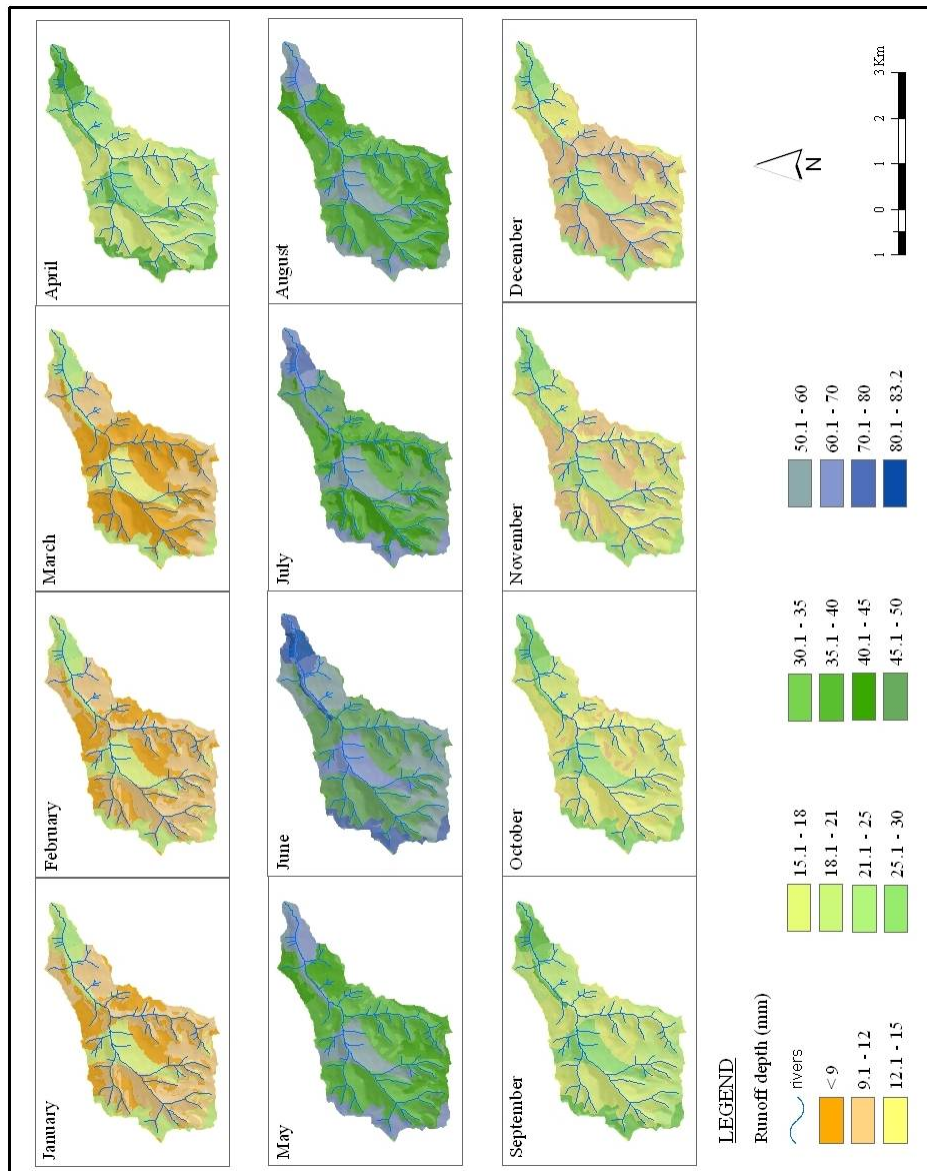 January
February
March
April
May
June
July
August
September
October
November
December
LEGEND
Runoff depth (mm)
rivers
< 9
9.1 - 12
12.1 - 15
15.1 - 18
18.1 - 21
21.1 - 25
25.1 - 30
30.1 - 35
35.1 - 40
40.1 - 45
45.1 - 50
50.1 - 60
60.1 - 70
70.1 - 80
80.1 - 83.2
N
1 0 1 2 3 Km